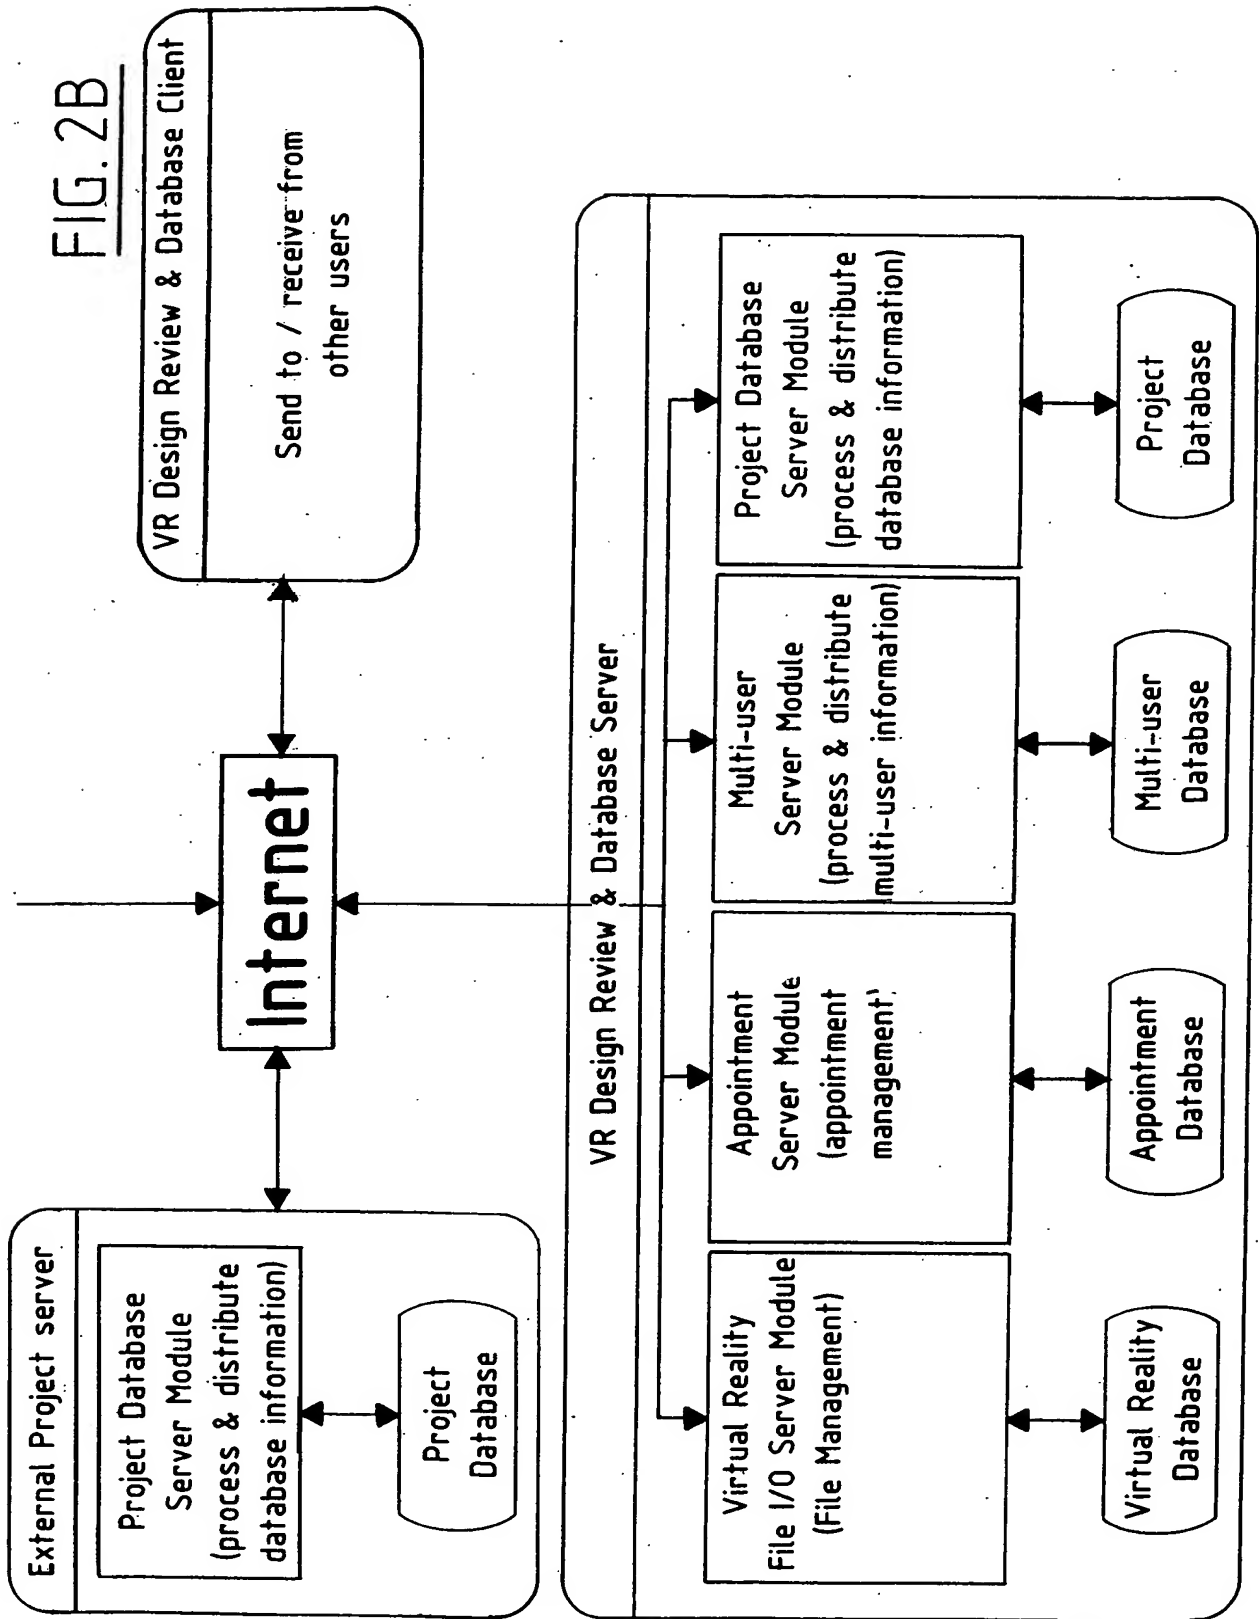 FIG. 2B
External Project server
Project Database
Server Module
(process & distribute
database information)
Project
Database
Internet
VR Design Review & Database Client
Send to / receive from
other users
VR Design Review & Database Server
Virtual Reality
File I/O Server Module
(File Management)
Appointment
Server Module
(appointment
management)
Multi-user
Server Module
(process & distribute
multi-user information)
Project Database
Server Module
(process & distribute
database information)
Virtual Reality
Database
Appointment
Database
Multi-user
Database
Project
Database